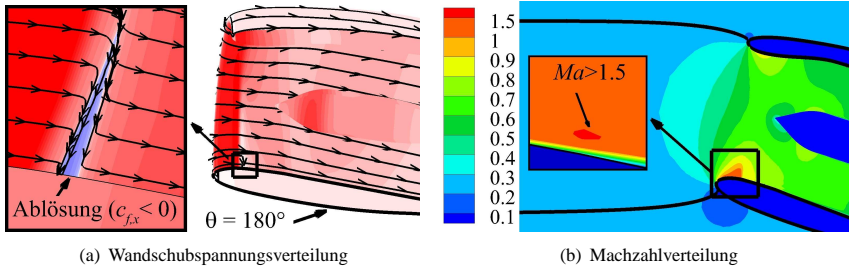 Ablösung (c_{f,x} < 0)
θ = 180°
1.5
1
0.9
0.8
0.7
0.6
0.5
0.4
0.3
0.2
0.1
Ma>1.5
(a) Wandschubspannungsverteilung
(b) Machzahlverteilung